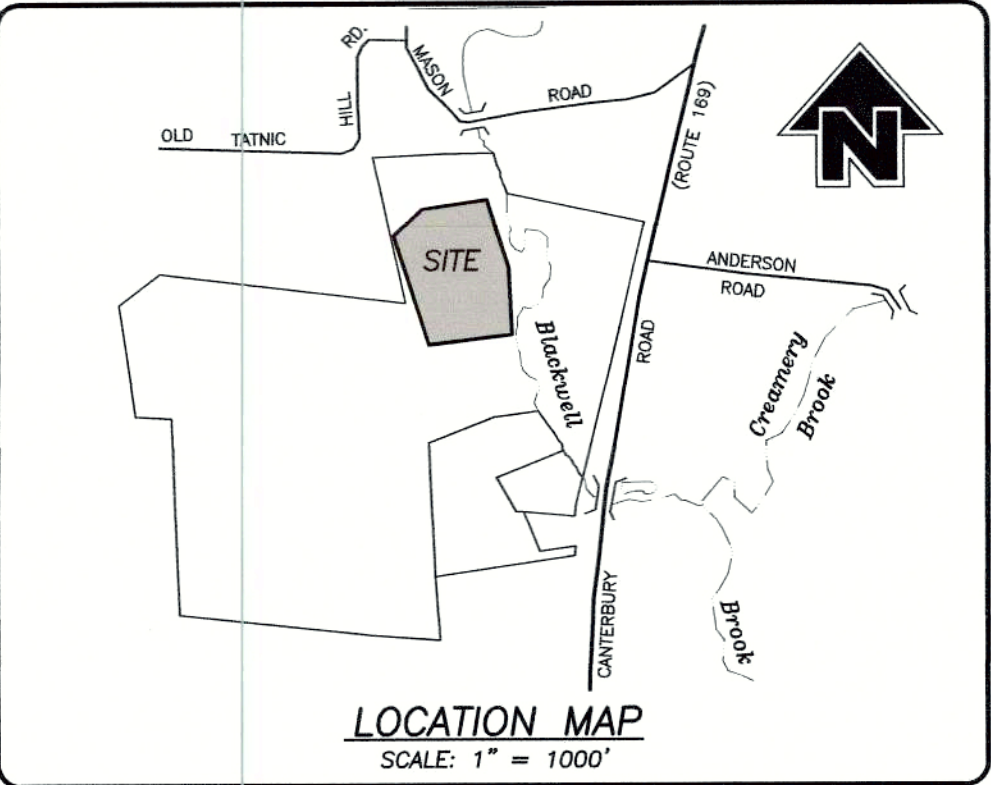 OLD TATNIC HILL RD.
MASON ROAD
(ROUTE 169)
N
SITE
ANDERSON
ROAD
Blackwell
ROAD
Creamery
Brook
CANTERBURY
Brook
LOCATION MAP
SCALE: 1" = 1000'